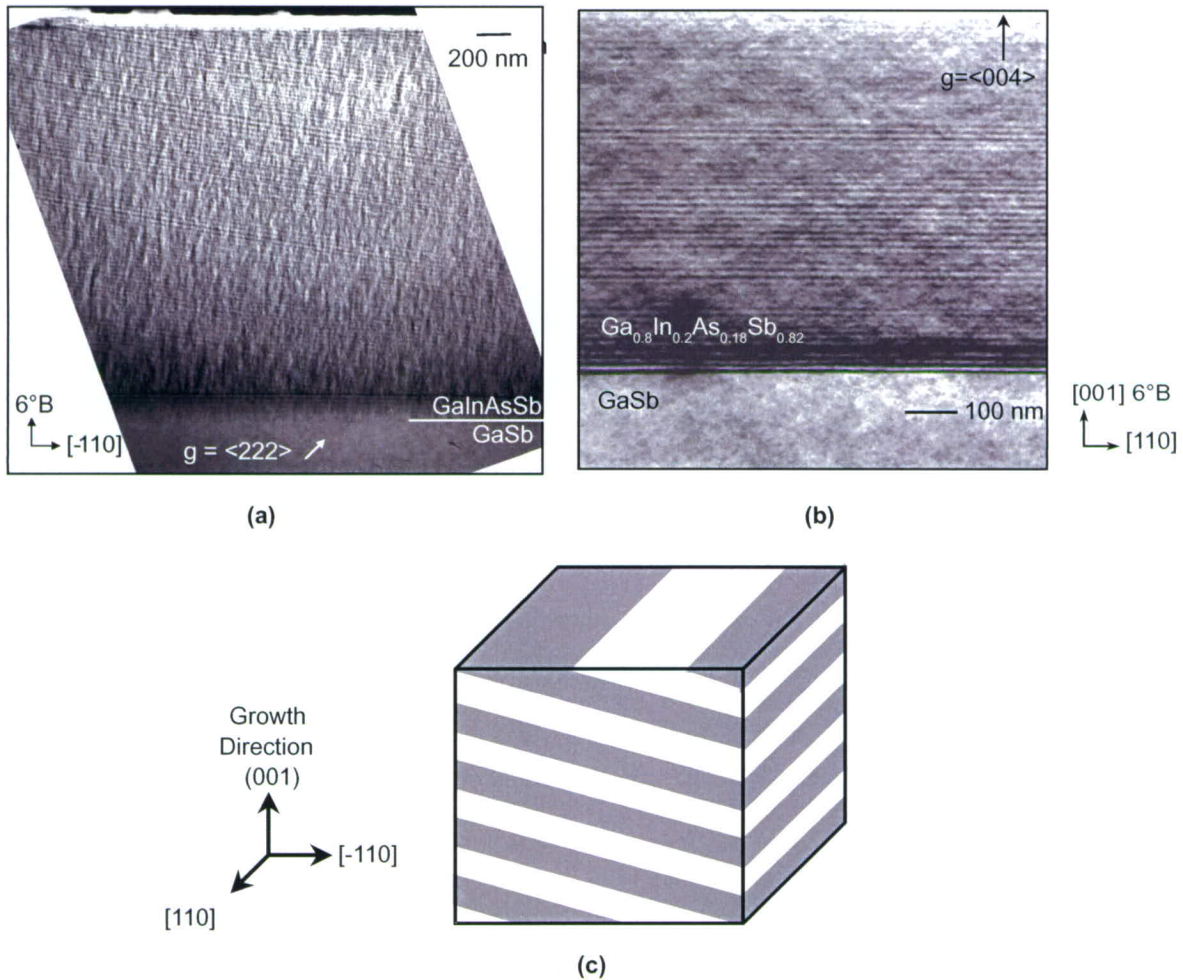 200 nm
GaInAsSb
GaSb
g = <222>
6°B
[-110]
(a)
g=<004>
Ga0.8In0.2As0.18Sb0.82
GaSb
100 nm
[001] 6°B
[110]
(b)
Growth
Direction
(001)
[-110]
[110]
(c)